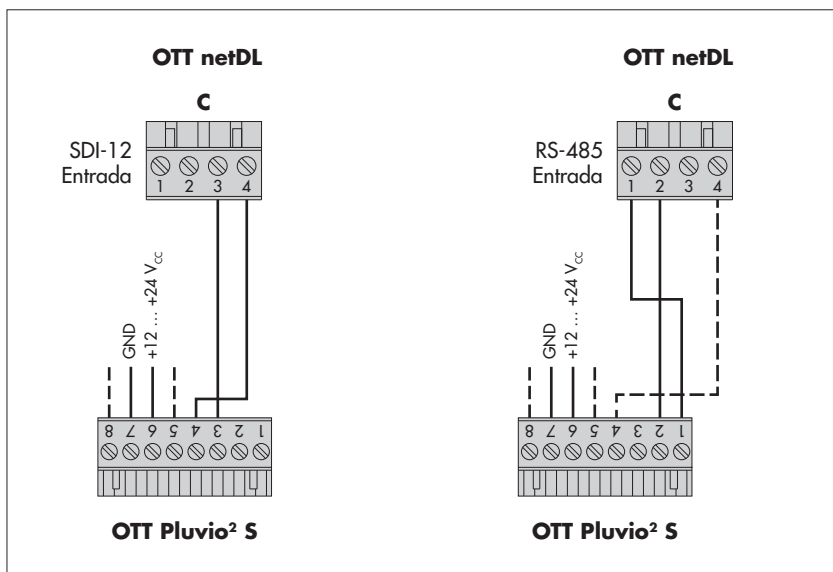 OTT netDL
C
SDI-12
Entrada
1 2 3 4
GND
+12 ... +24 Vcc
8 7 6 5 4 3 2 1
OTT Pluvio² S
OTT netDL
C
RS-485
Entrada
1 2 3 4
GND
+12 ... +24 Vcc
8 7 6 5 4 3 2 1
OTT Pluvio² S